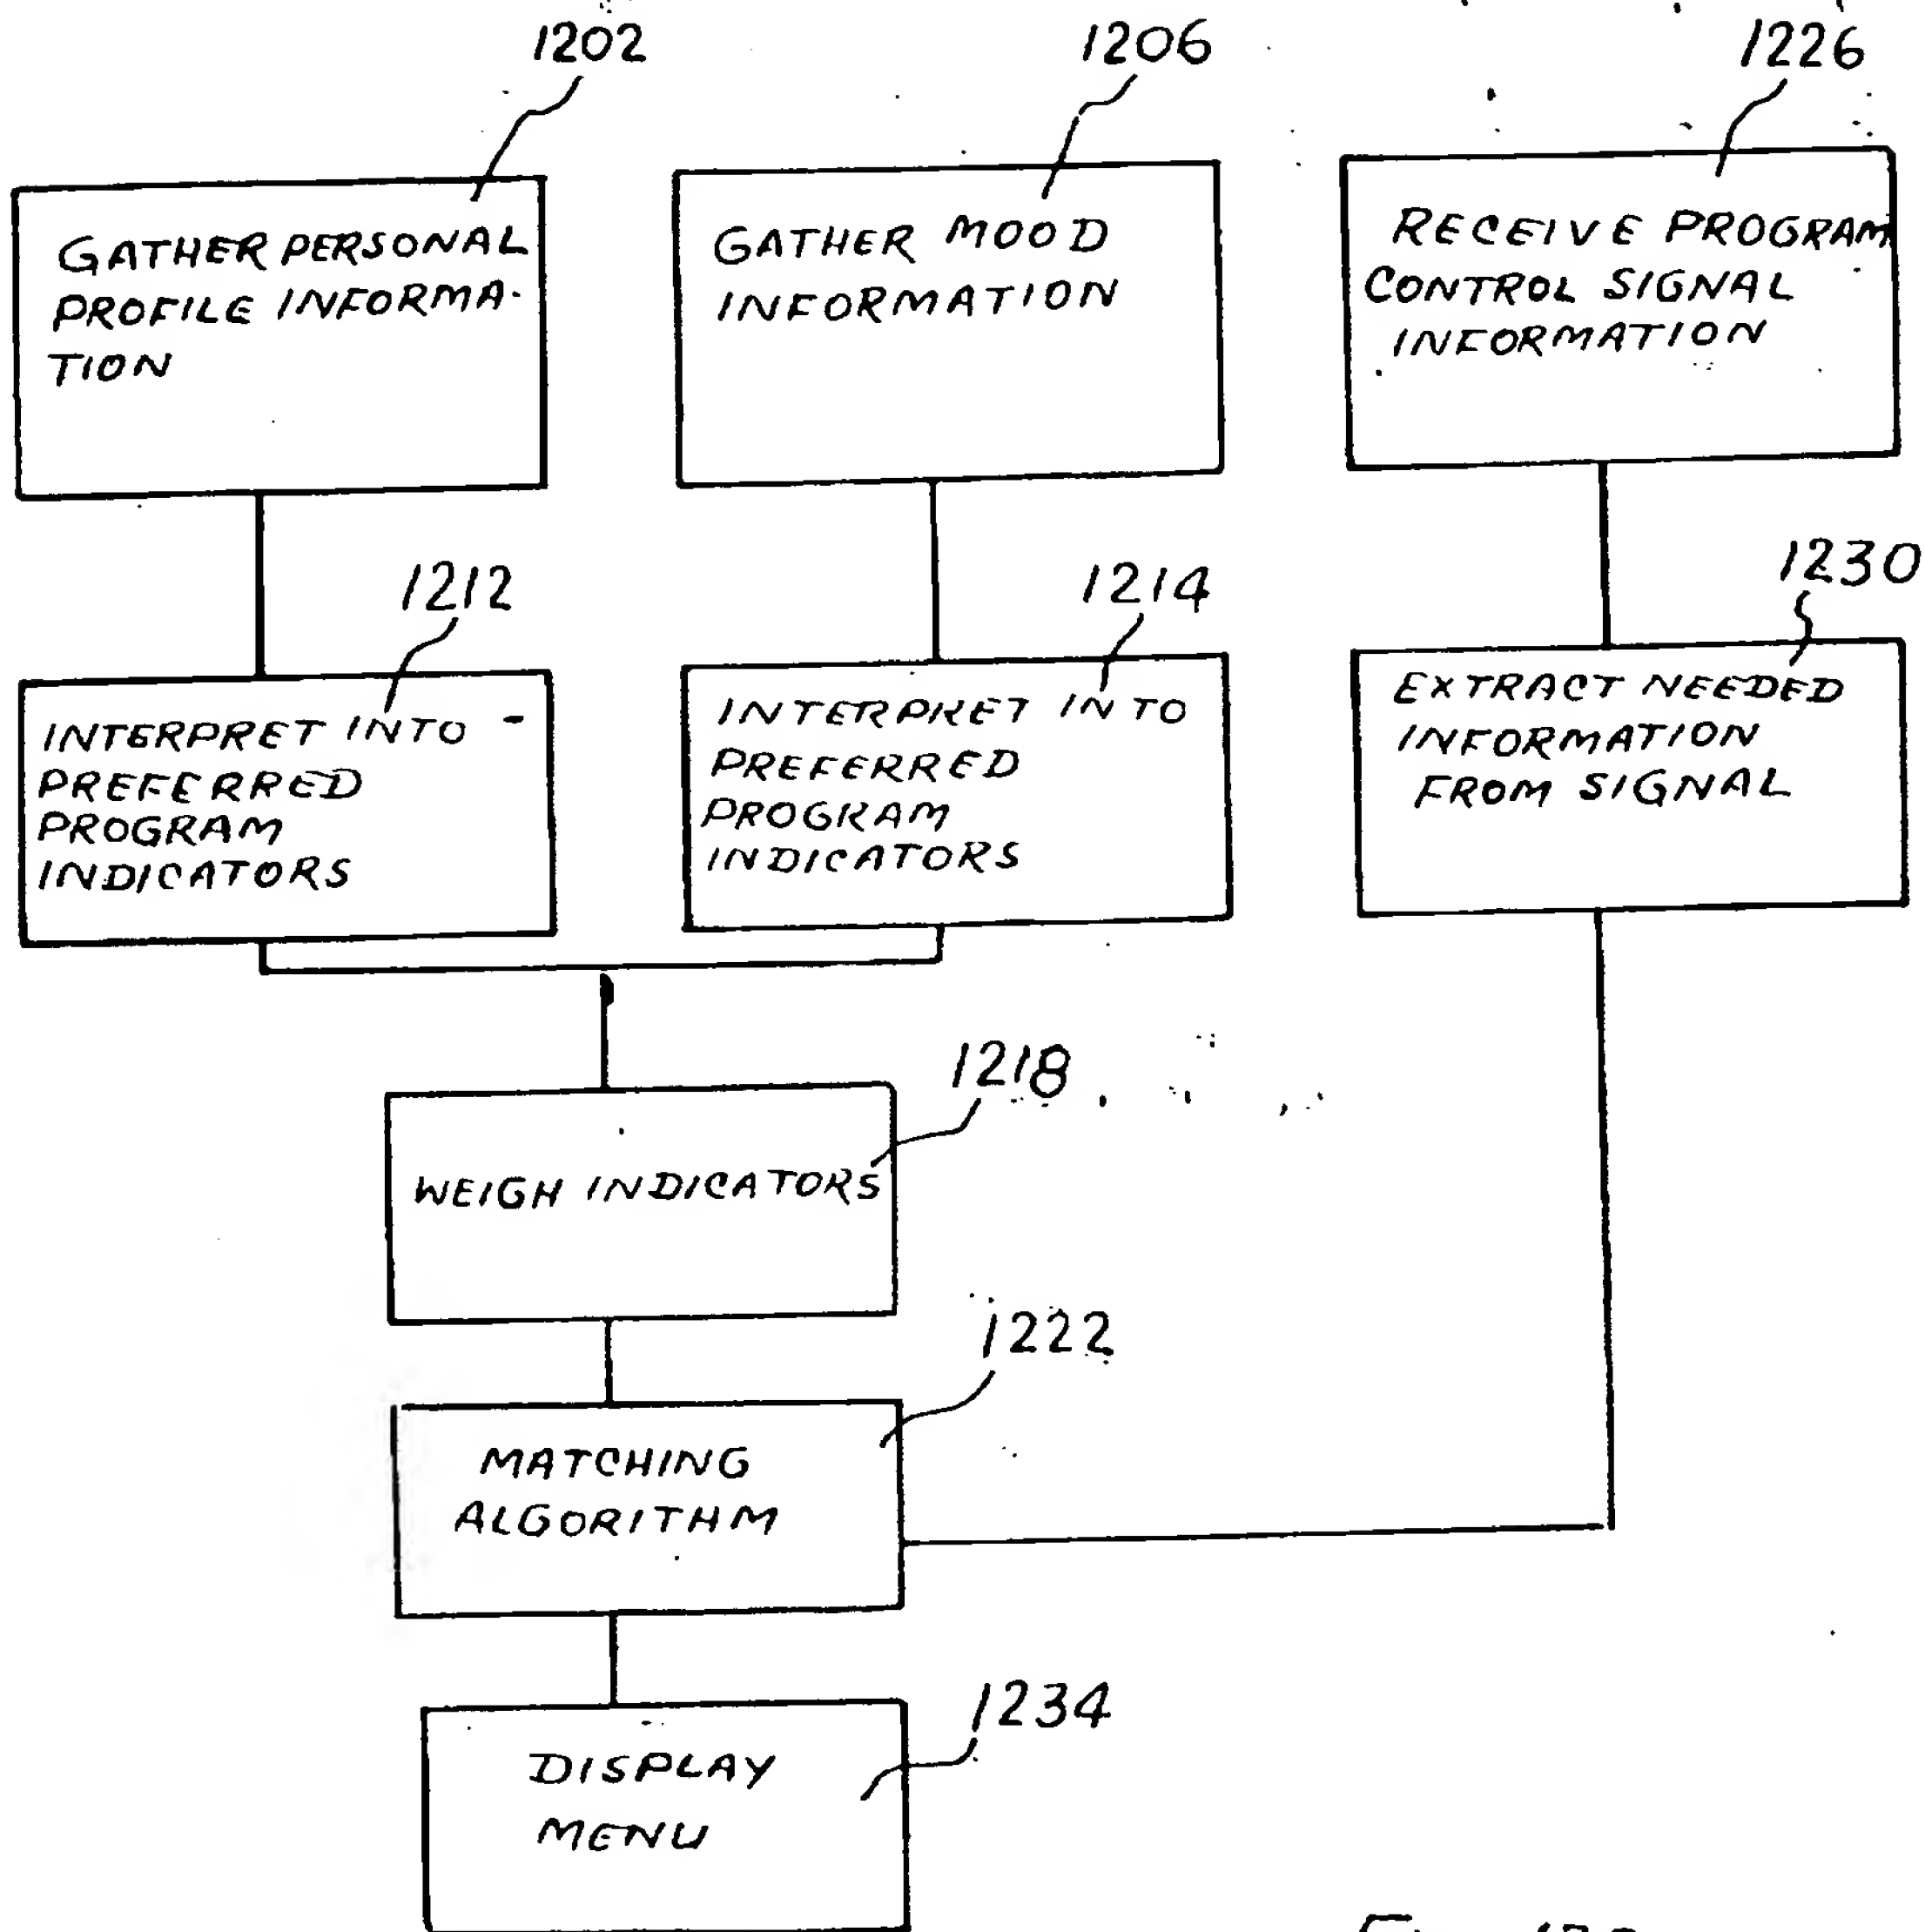 1202
1206
1226
GATHER PERSONAL
PROFILE INFORMA-
TION
GATHER MOOD
INFORMATION
RECEIVE PROGRAM
CONTROL SIGNAL
INFORMATION
1212
1214
1230
INTERPRET INTO
PREFERRED
PROGRAM
INDICATORS
INTERPRET INTO
PREFERRED
PROGRAM
INDICATORS
EXTRACT NEEDED
INFORMATION
FROM SIGNAL
1218
WEIGH INDICATORS
1222
MATCHING
ALGORITHM
1234
DISPLAY
MENU